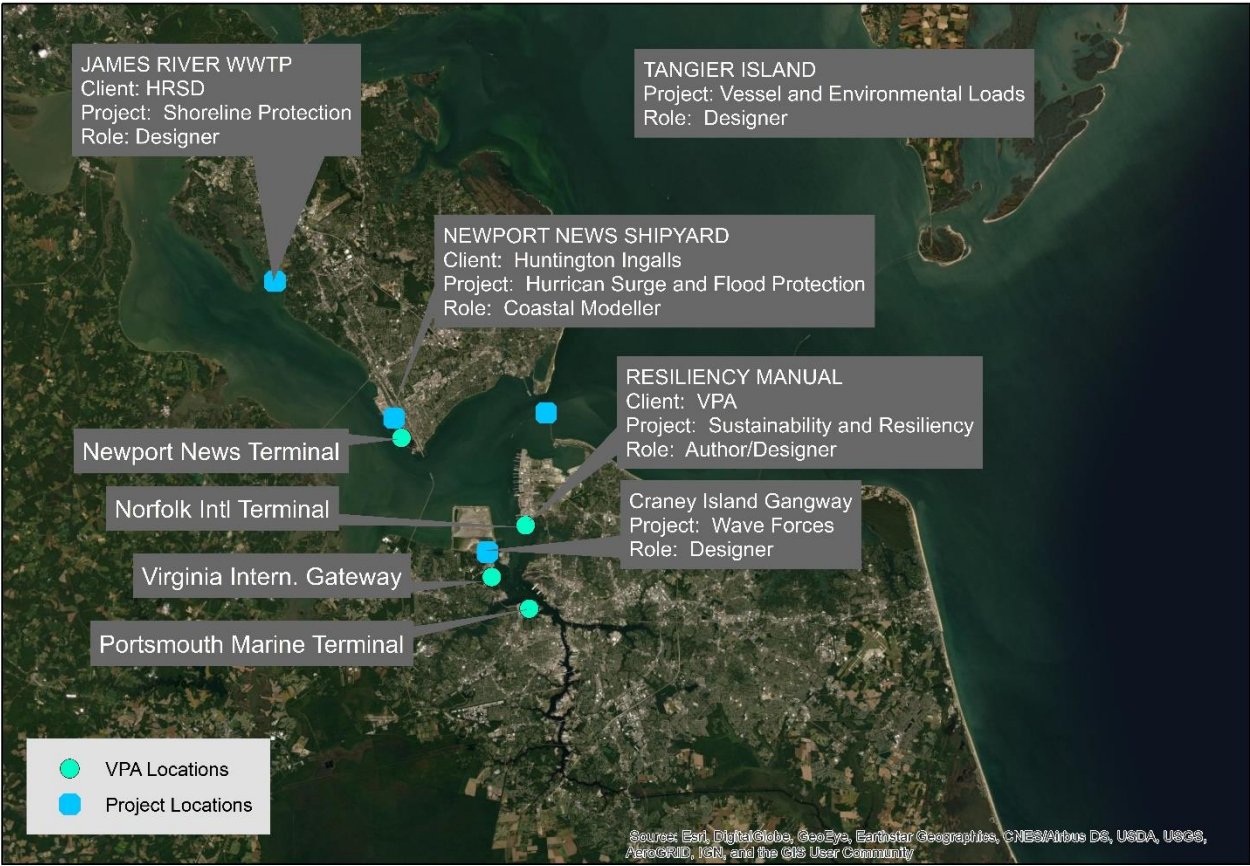 JAMES RIVER WWTP
Client: HRSD
Project: Shoreline Protection
Role: Designer
TANGIER ISLAND
Project: Vessel and Environmental Loads
Role: Designer
NEWPORT NEWS SHIPYARD
Client: Huntington Ingalls
Project: Hurrican Surge and Flood Protection
Role: Coastal Modeller
RESILIENCY MANUAL
Client: VPA
Project: Sustainability and Resiliency
Role: Author/Designer
Newport News Terminal
Norfolk Intl Terminal
Craney Island Gangway
Project: Wave Forces
Role: Designer
Virginia Intern. Gateway
Portsmouth Marine Terminal
VPA Locations
Project Locations
Source: Esri, DigitalGlobe, GeoEye, Earthstar Geographics, CNES/Airbus DS, USDA, USGS,
AeroGRID, IGN, and the GIS User Community